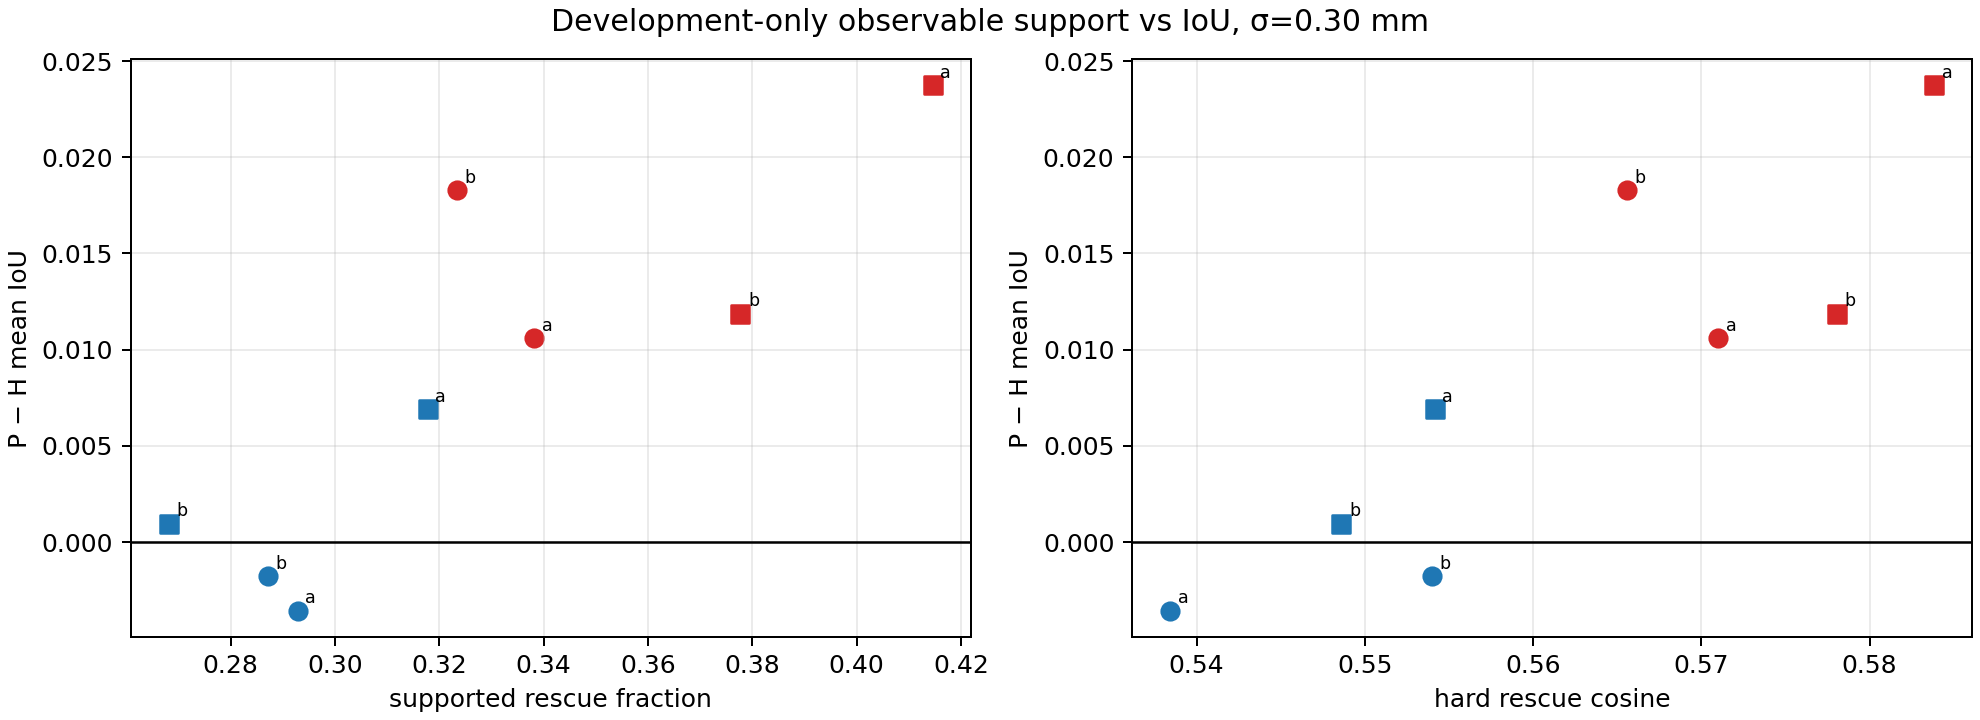 Development-only observable support vs IoU, σ=0.30 mm
P − H mean IoU
0.025
0.020
0.015
0.010
0.005
0.000
a
b
b
a
a
b
b
a
0.28 0.30 0.32 0.34 0.36 0.38 0.40 0.42
supported rescue fraction
P − H mean IoU
0.025
0.020
0.015
0.010
0.005
0.000
a
b
b
a
a
b
b
a
0.54 0.55 0.56 0.57 0.58
hard rescue cosine